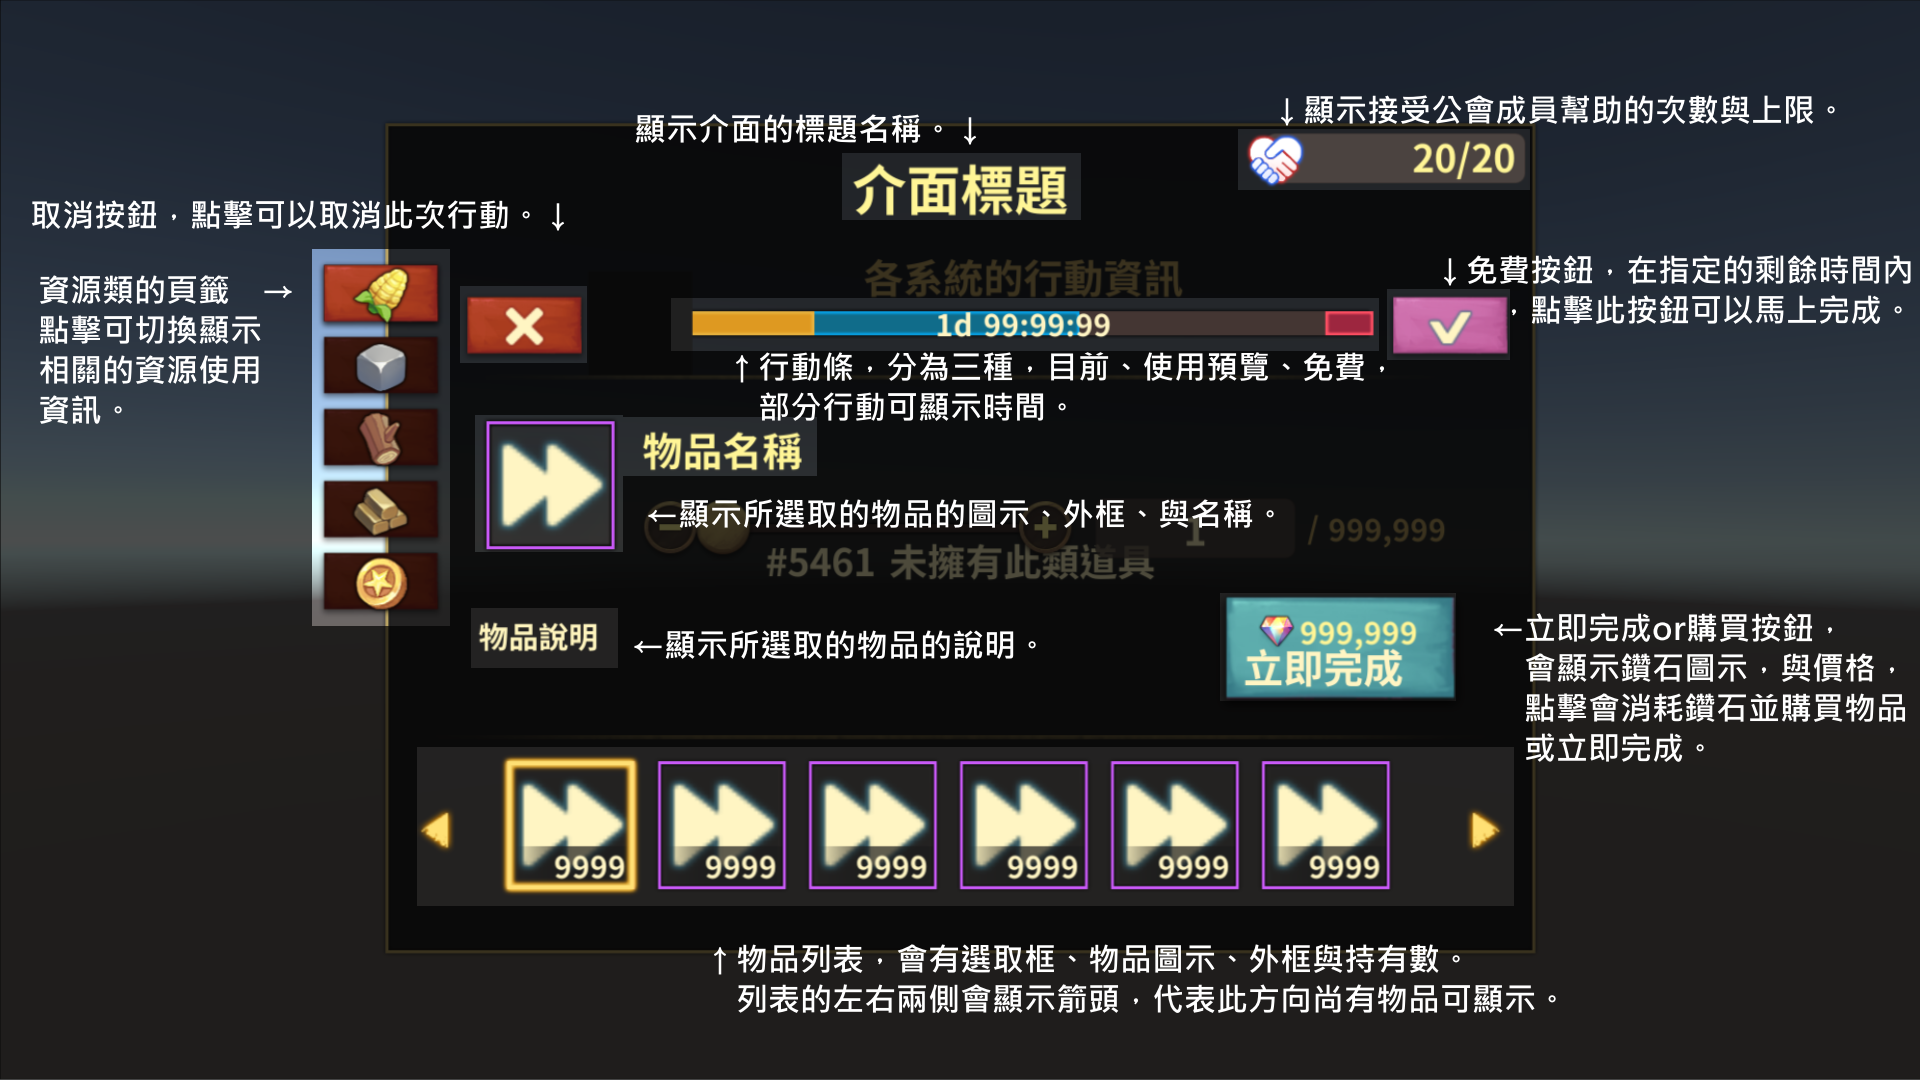 ↓顯示接受公會成員幫助的次數與上限。
顯示介面的標題名稱。↓
20/20
介面標題
取消按鈕，點擊可以取消此次行動。↓
資源類的頁籤 →
點擊可切換顯示
相關的資源使用
資訊。
各系統的行動資訊
↓免費按鈕，在指定的剩餘時間內
，點擊此按鈕可以馬上完成。
1d 99:99:99
↑行動條，分為三種，目前、使用預覽、免費，
部分行動可顯示時間。
物品名稱
←顯示所選取的物品的圖示、外框、與名稱。
1 / 999,999
#5461 未擁有此類道具
物品說明
←顯示所選取的物品的說明。
999,999
立即完成
←立即完成or購買按鈕，
會顯示鑽石圖示，與價格，
點擊會消耗鑽石並購買物品
或立即完成。
9999 9999 9999 9999 9999 9999
↑物品列表，會有選取框、物品圖示、外框與持有數。
列表的左右兩側會顯示箭頭，代表此方向尚有物品可顯示。